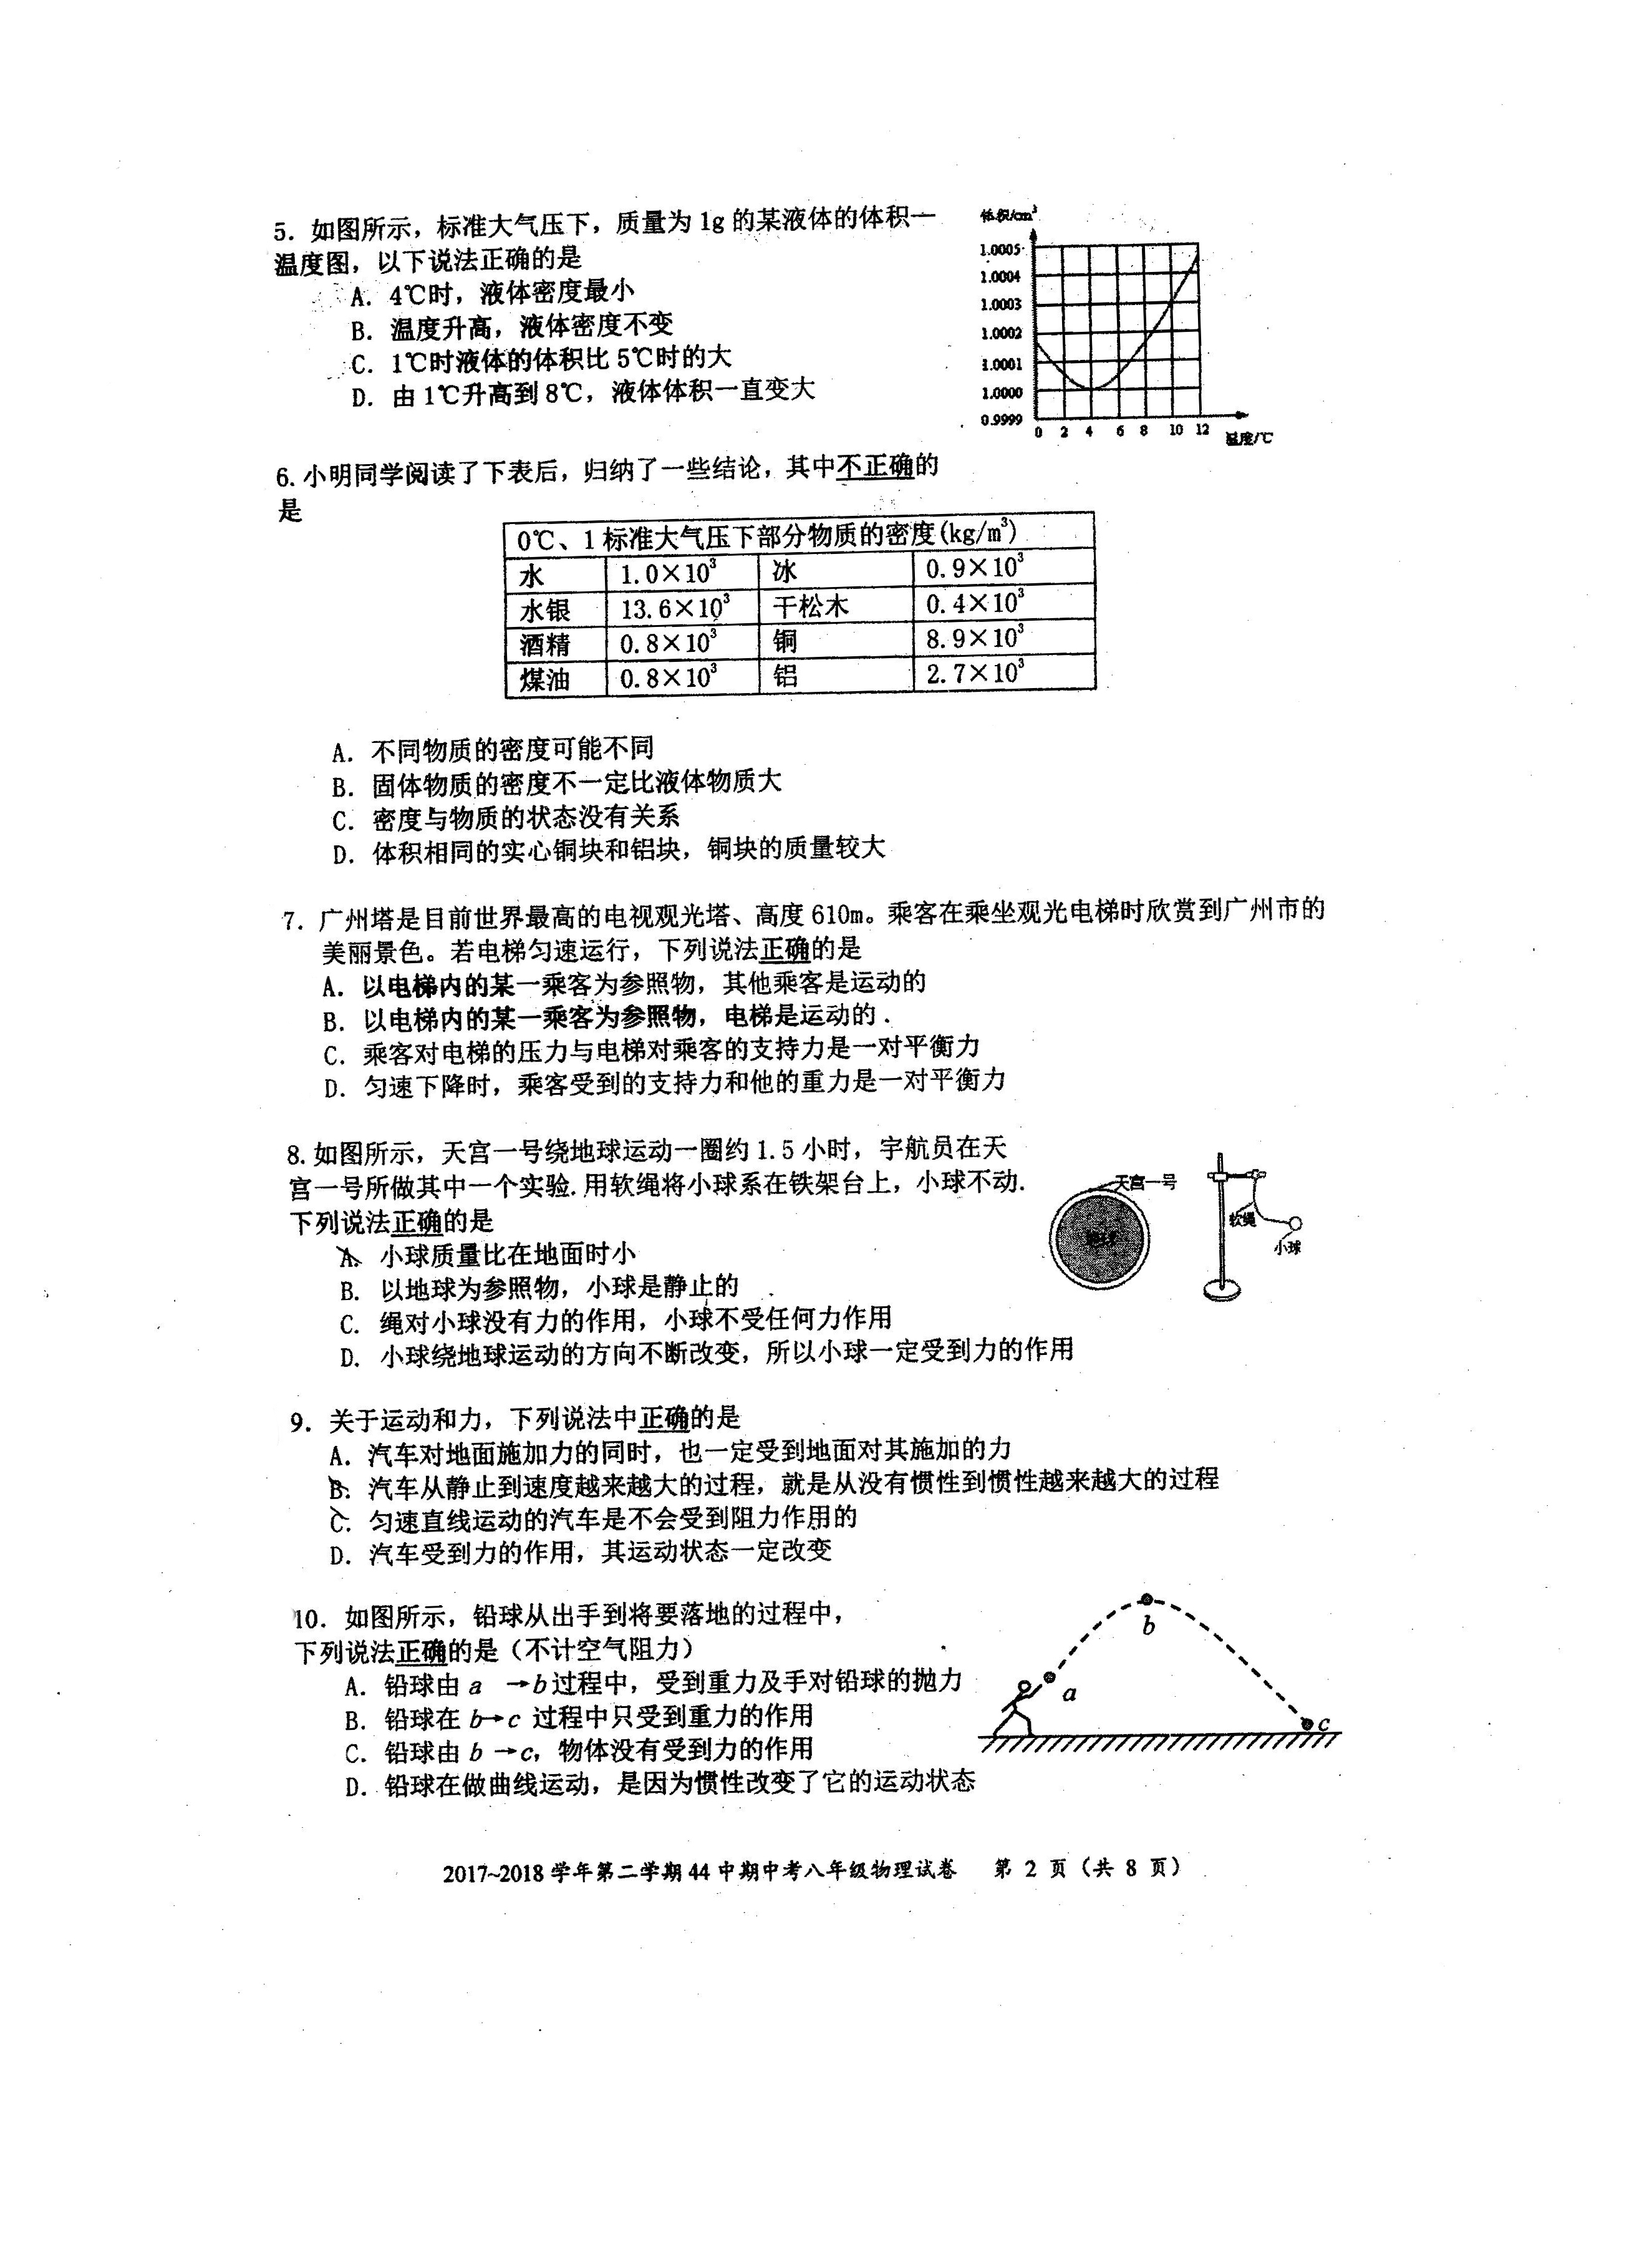 5. 如图所示，标准大气压下，质量为 1g 的某液体的体积一
温度图，以下说法正确的是
A. 4℃时，液体密度最小
B. 温度升高，液体密度不变
C. 1℃时液体的体积比 5℃时的大
D. 由 1℃升高到 8℃，液体体积一直变大
体积/cm³
1.0005
1.0004
1.0003
1.0002
1.0001
1.0000
0.9999
0 2 4 6 8 10 12
温度/℃
6. 小明同学阅读了下表后，归纳了一些结论，其中不正确的
是
0℃、1 标准大气压下部分物质的密度(kg/m³)
水 1.0×10³ 冰 0.9×10³
水银 13.6×10³ 干松木 0.4×10³
酒精 0.8×10³ 铜 8.9×10³
煤油 0.8×10³ 铝 2.7×10³
A. 不同物质的密度可能不同
B. 固体物质的密度不一定比液体物质大
C. 密度与物质的状态没有关系
D. 体积相同的实心铜块和铝块，铜块的质量较大
7. 广州塔是目前世界最高的电视观光塔、高度 610m。乘客在乘坐观光电梯时欣赏到广州市的
美丽景色。若电梯匀速运行，下列说法正确的是
A. 以电梯内的某一乘客为参照物，其他乘客是运动的
B. 以电梯内的某一乘客为参照物，电梯是运动的.
C. 乘客对电梯的压力与电梯对乘客的支持力是一对平衡力
D. 匀速下降时，乘客受到的支持力和他的重力是一对平衡力
8. 如图所示，天宫一号绕地球运动一圈约 1.5 小时，宇航员在天
宫一号所做其中一个实验. 用软绳将小球系在铁架台上，小球不动.
下列说法正确的是
A、小球质量比在地面时小
B. 以地球为参照物，小球是静止的
C. 绳对小球没有力的作用，小球不受任何力作用
D. 小球绕地球运动的方向不断改变，所以小球一定受到力的作用
天宫一号
地球
软绳
小球
9. 关于运动和力，下列说法中正确的是
A. 汽车对地面施加力的同时，也一定受到地面对其施加的力
B. 汽车从静止到速度越来越大的过程，就是从没有惯性到惯性越来越大的过程
C. 匀速直线运动的汽车是不会受到阻力作用的
D. 汽车受到力的作用，其运动状态一定改变
10. 如图所示，铅球从出手到将要落地的过程中，
下列说法正确的是（不计空气阻力）
A. 铅球由 a →b 过程中，受到重力及手对铅球的抛力
B. 铅球在 b→c 过程中只受到重力的作用
C. 铅球由 b →c，物体没有受到力的作用
D. 铅球在做曲线运动，是因为惯性改变了它的运动状态
a
b
c
2017~2018 学年第二学期 44 中期中考八年级物理试卷 第 2 页（共 8 页）